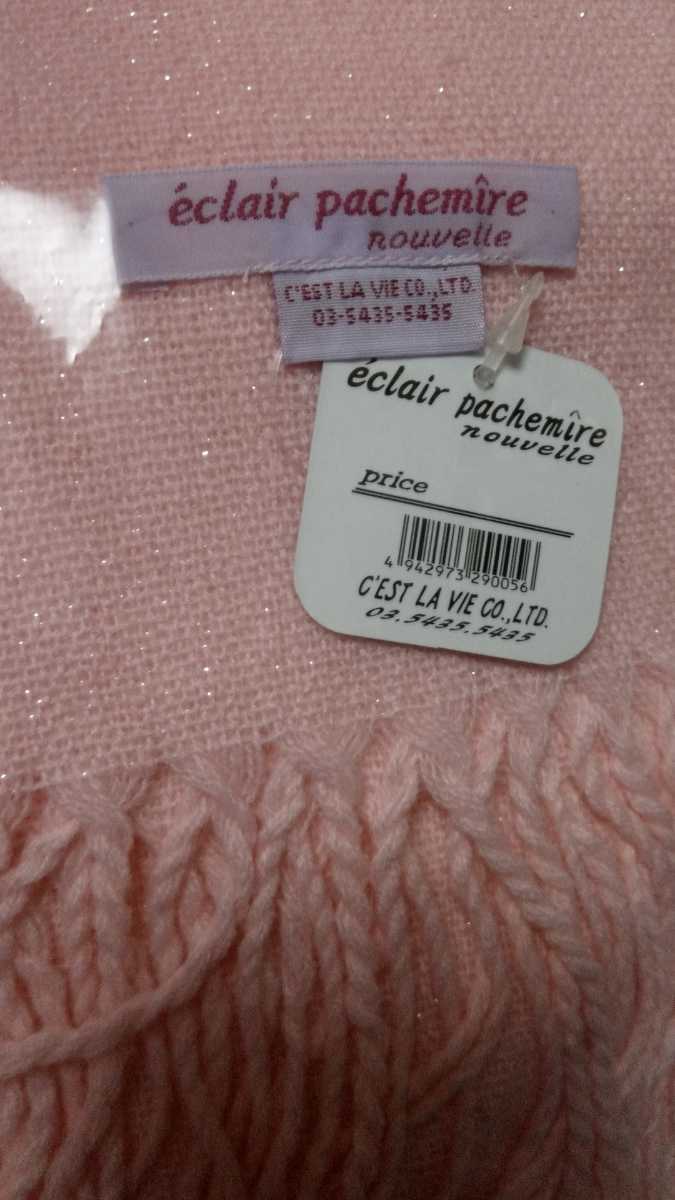 éclair pachemîre
nouvelle
C'EST LA VIE CO.,LTD.
03-5435-5435
éclair pachemîre
nouvelle
price
4 942973 290056
C'EST LA VIE CO.,LTD.
03.5435.5435